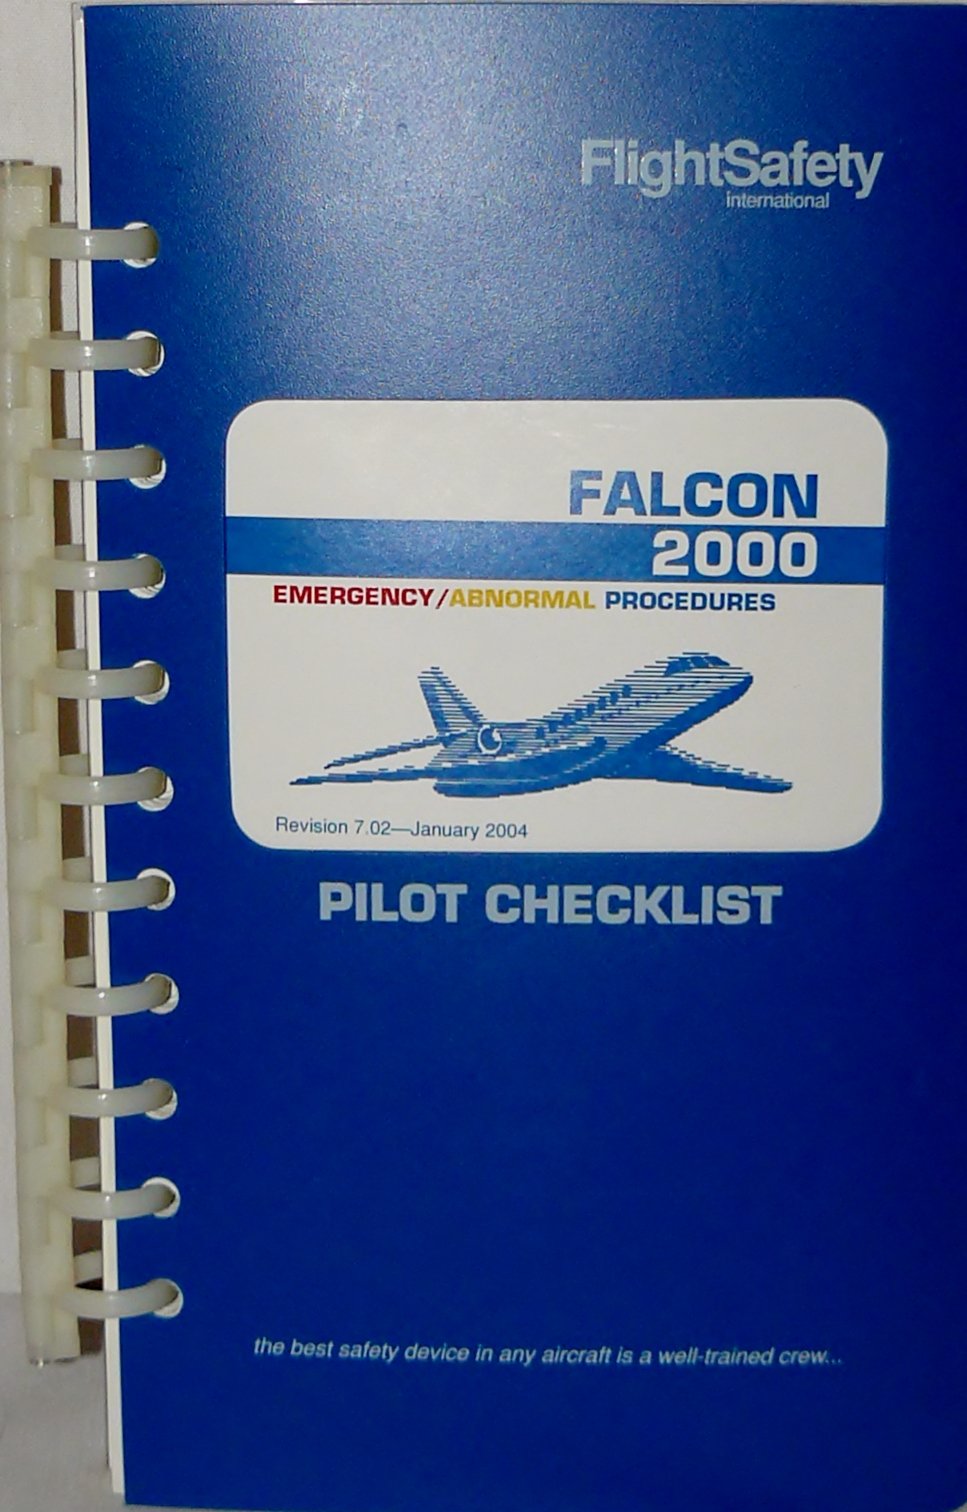 FlightSafety
international
FALCON
2000
EMERGENCY/ABNORMAL PROCEDURES
Revision 7.02—January 2004
PILOT CHECKLIST
the best safety device in any aircraft is a well-trained crew...